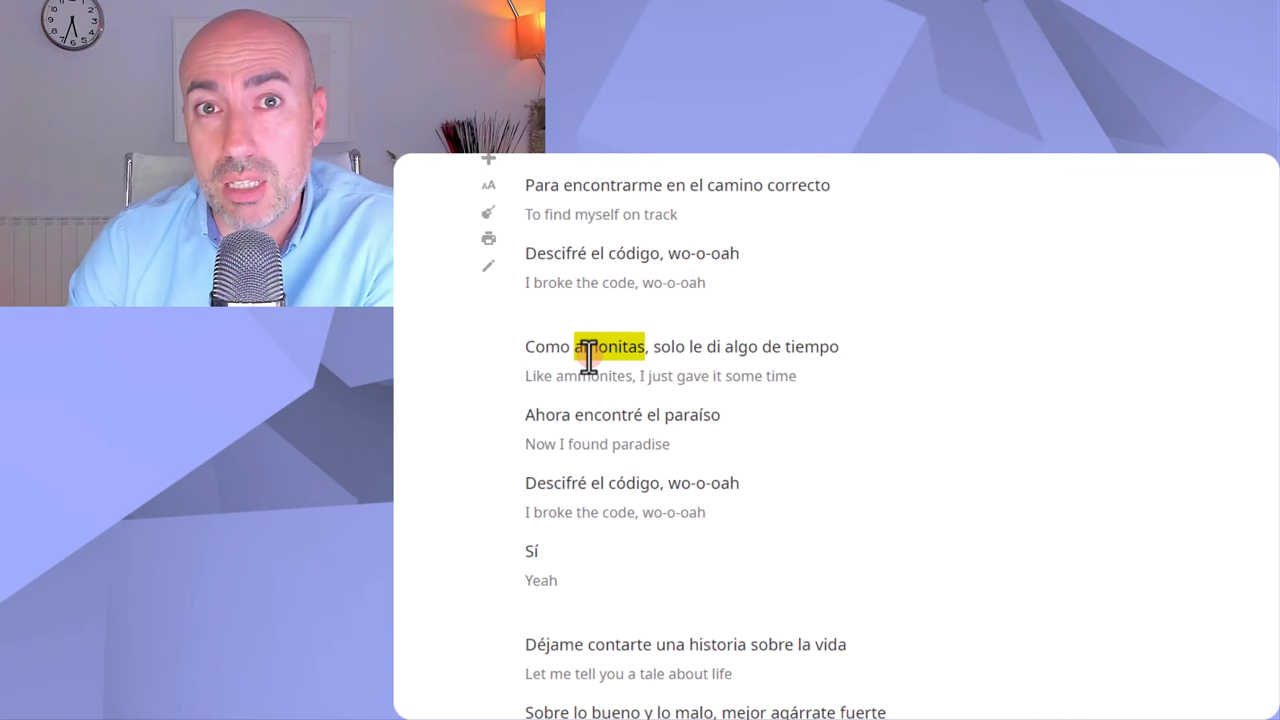 Para encontrarme en el camino correcto
To find myself on track
Descifré el código, wo-o-oah
I broke the code, wo-o-oah
Como amonitas, solo le di algo de tiempo
Like ammonites, I just gave it some time
Ahora encontré el paraíso
Now I found paradise
Descifré el código, wo-o-oah
I broke the code, wo-o-oah
Sí
Yeah
Déjame contarte una historia sobre la vida
Let me tell you a tale about life
Sobre lo bueno y lo malo, mejor agárrate fuerte